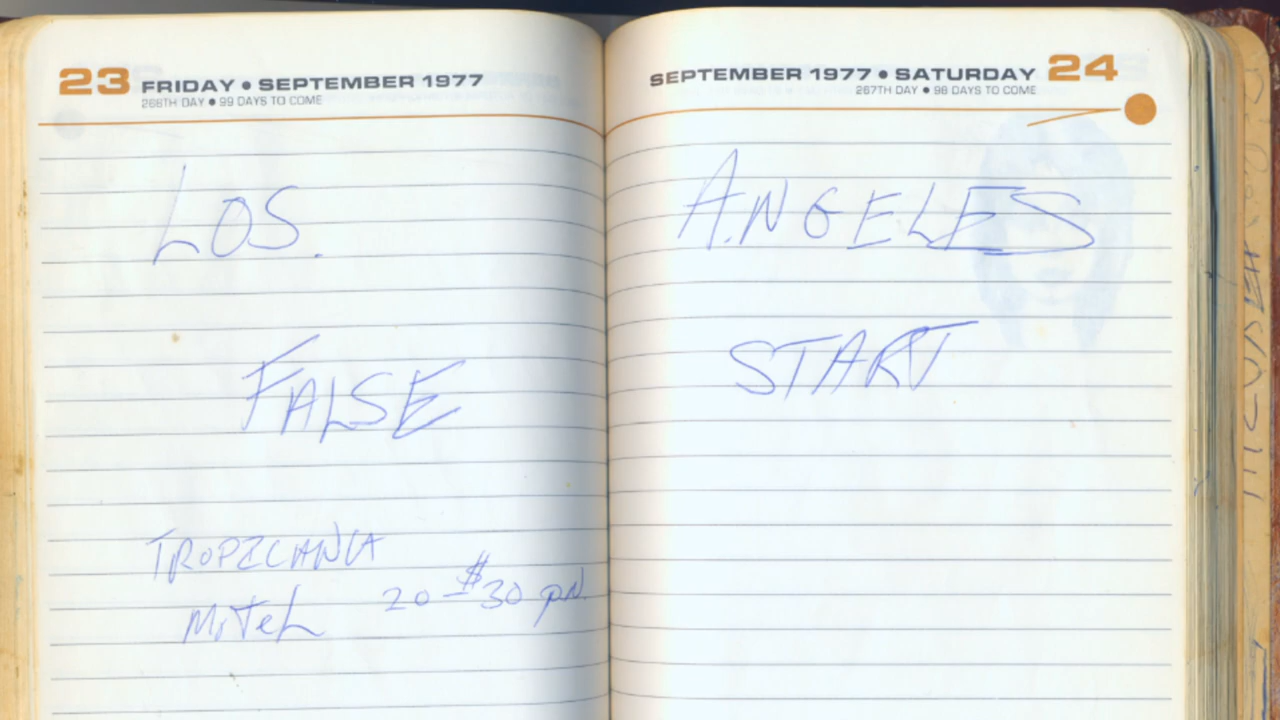 23 FRIDAY • SEPTEMBER 1977
266TH DAY • 99 DAYS TO COME
LOS.
FALSE
TROPICANA
MOTEL 20-$30 p.N.
SEPTEMBER 1977 • SATURDAY 24
267TH DAY • 98 DAYS TO COME
ANGELES
START